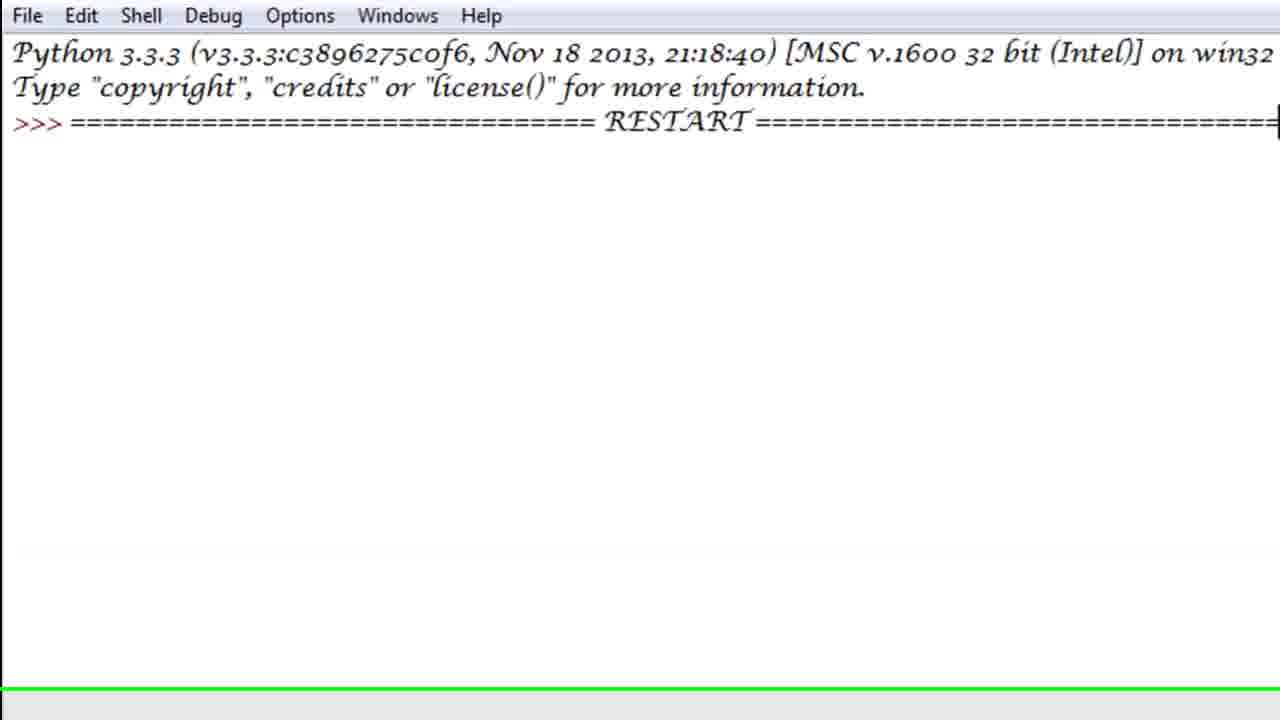 File Edit Shell Debug Options Windows Help
Python 3.3.3 (v3.3.3:c3896275c0f6, Nov 18 2013, 21:18:40) [MSC v.1600 32 bit (Intel)] on win32
Type "copyright", "credits" or "license()" for more information.
>>> ================================ RESTART ================================